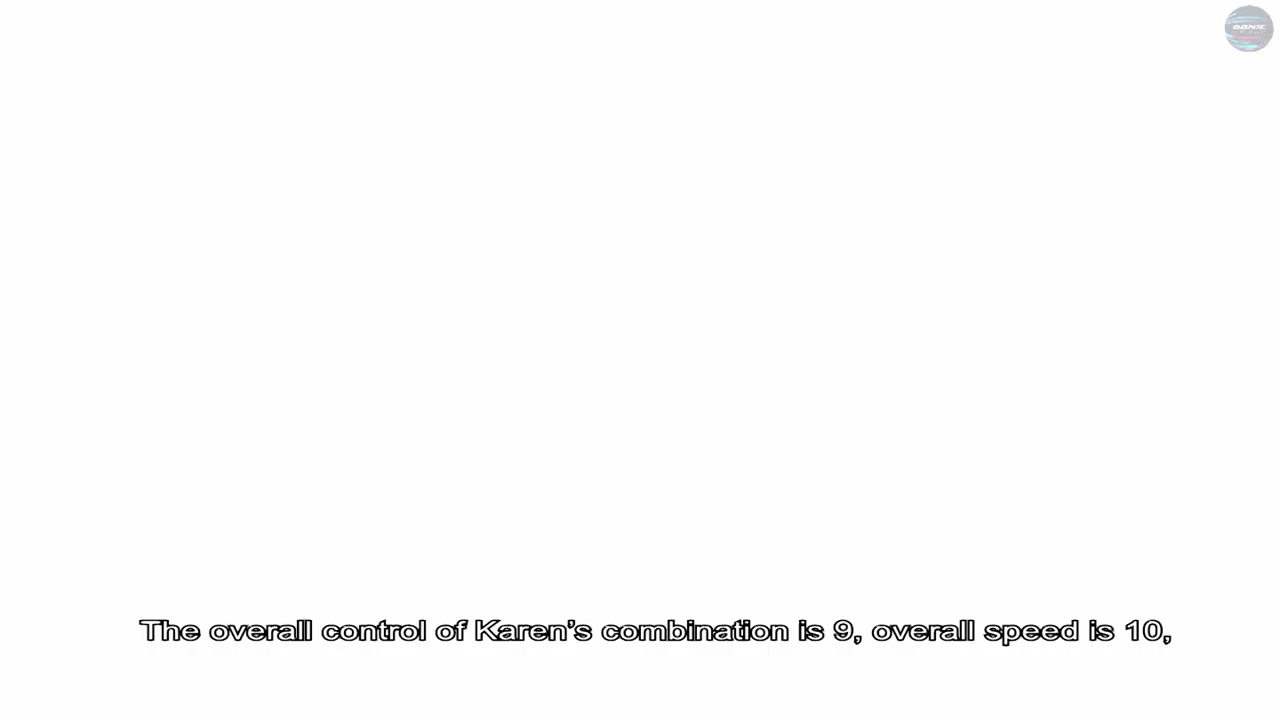 The overall control of Karen's combination is 9, overall speed is 10,